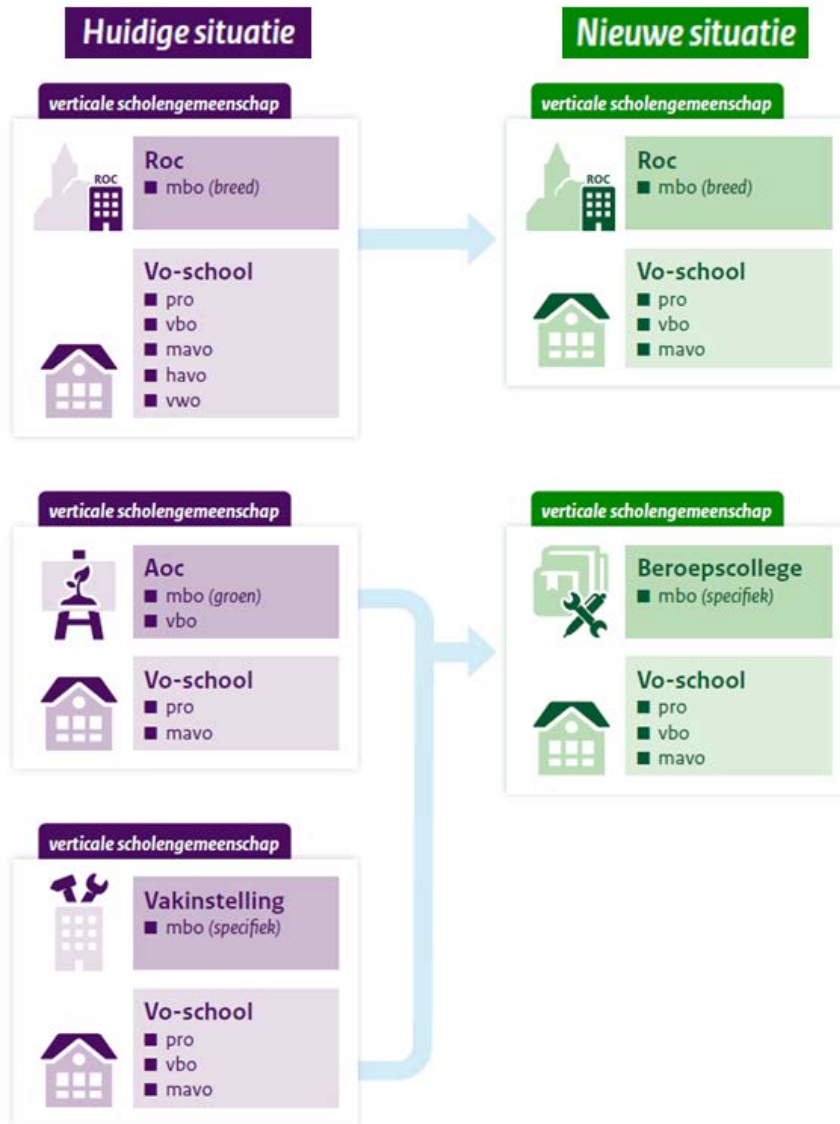 Huidige situatie
verticale scholengemeenschap
ROC
Roc
■ mbo (breed)
Vo-school
■ pro
■ vbo
■ mavo
■ havo
■ vwo
verticale scholengemeenschap
Aoc
■ mbo (groen)
■ vbo
Vo-school
■ pro
■ mavo
verticale scholengemeenschap
Vakinstelling
■ mbo (specifiek)
Vo-school
■ pro
■ vbo
■ mavo
Nieuwe situatie
verticale scholengemeenschap
ROC
Roc
■ mbo (breed)
Vo-school
■ pro
■ vbo
■ mavo
verticale scholengemeenschap
Beroepscollege
■ mbo (specifiek)
Vo-school
■ pro
■ vbo
■ mavo